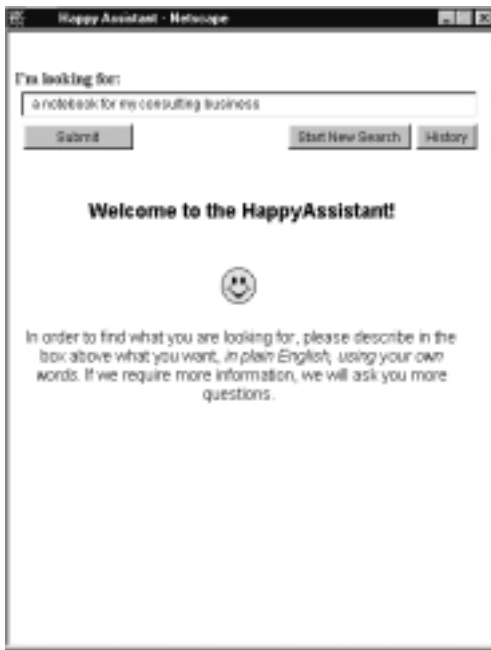 Happy Assistant - Netscape
I'm looking for:
a notebook for my consulting business
Submit Start New Search History
Welcome to the HappyAssistant!
In order to find what you are looking for, please describe in the
box above what you want, in plain English, using your own
words. If we require more information, we will ask you more
questions.